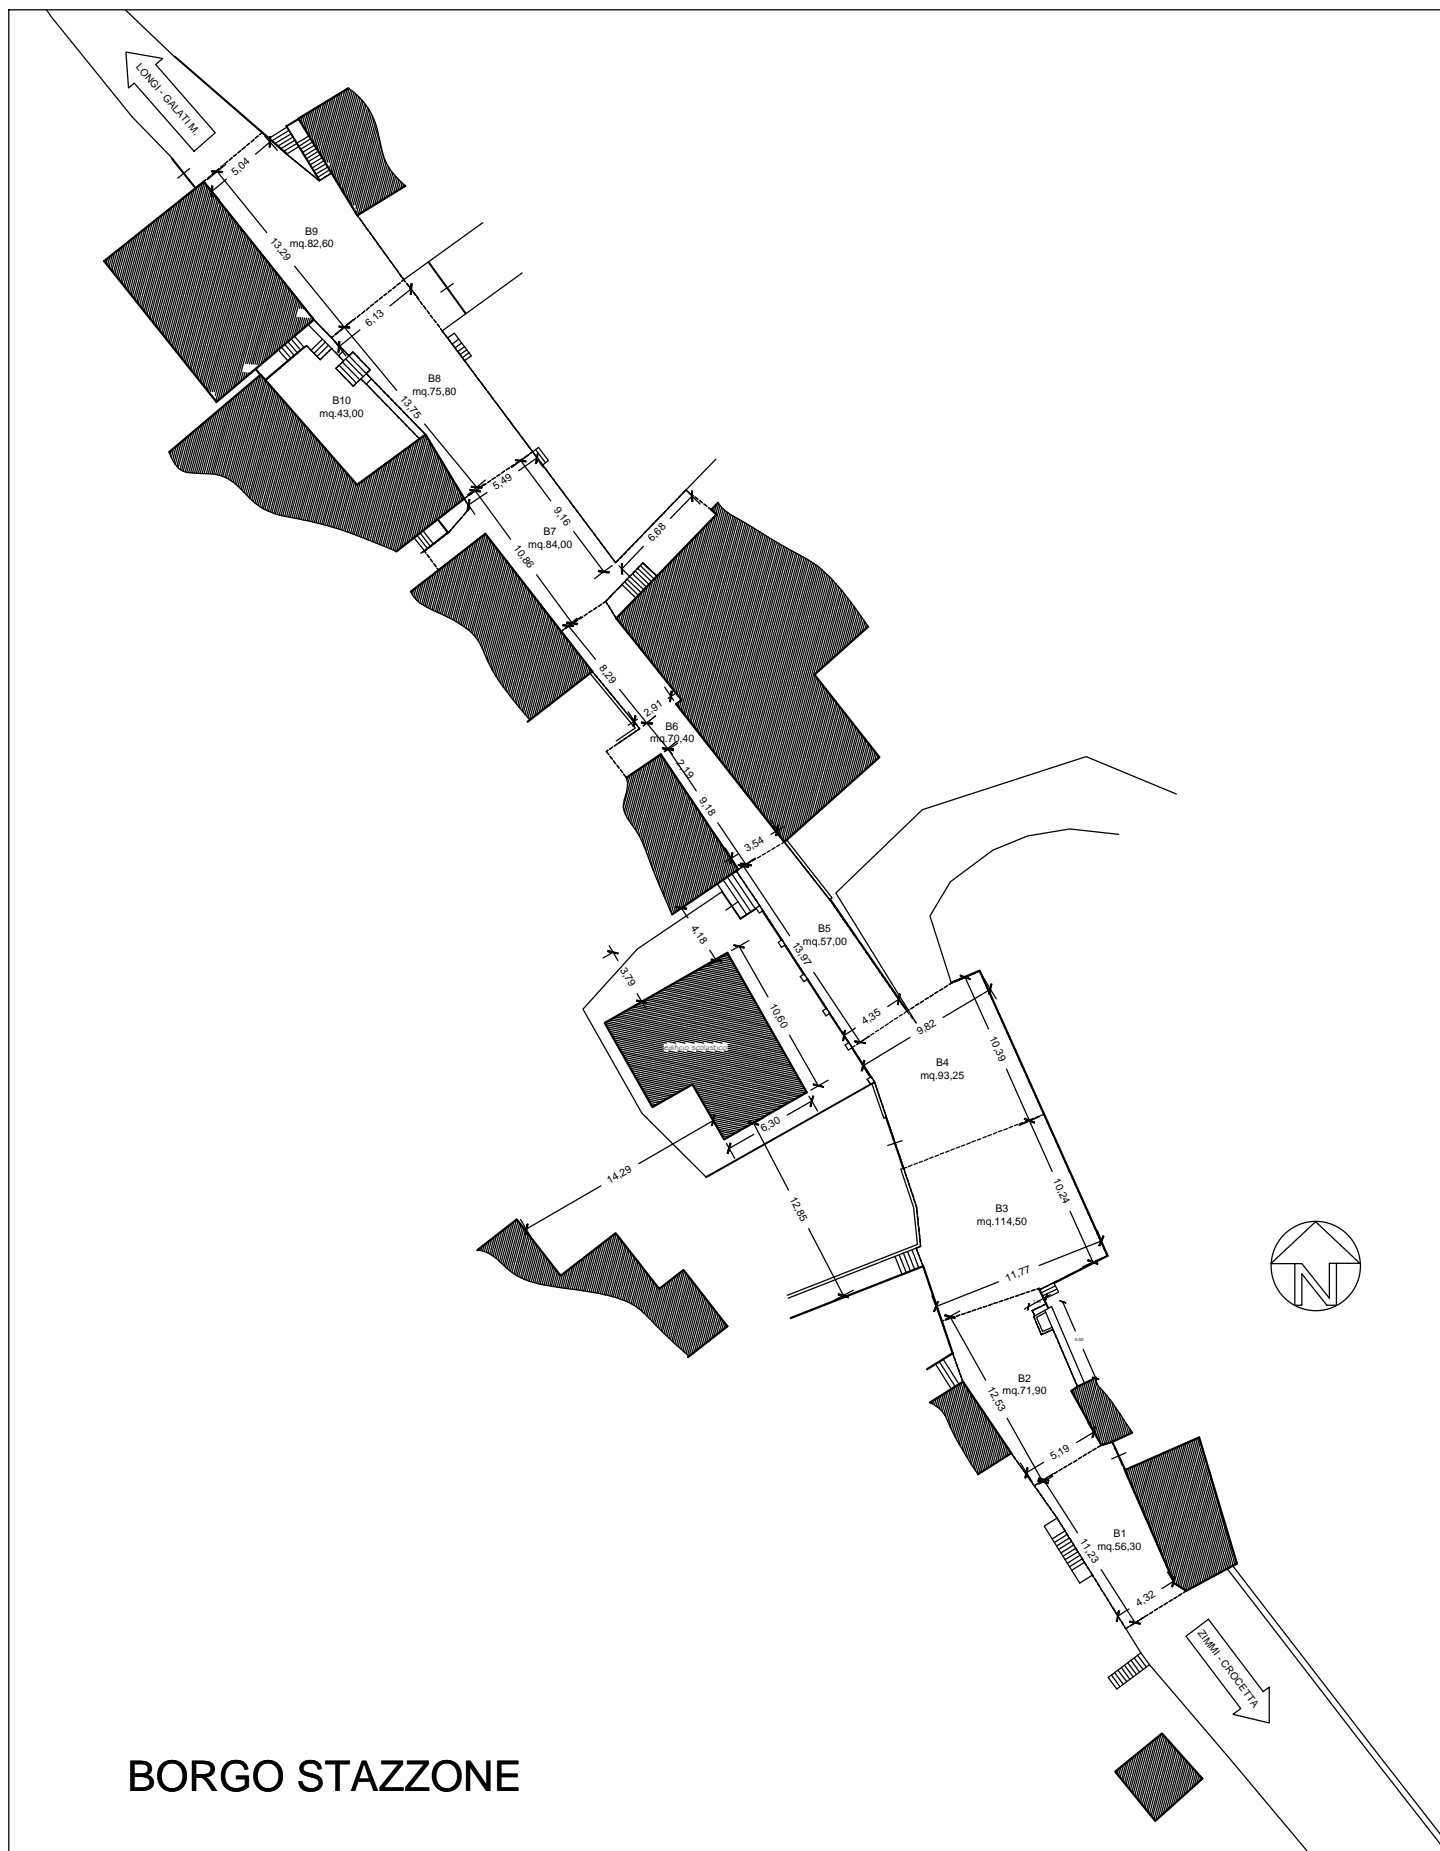 LONGI - GALATI M.
5,04
B9
mq.82,60
13,29
6,13
B8
mq.75,80
B10
mq.43,00
13,75
5,49
9,16
B7
mq.84,00
6,68
10,86
8,29
2,91
B6
mq.70,40
2,19
9,18
3,54
B5
mq.57,00
13,97
4,18
3,79
10,60
edificio scolastico
4,35
9,82
B4
mq.93,25
10,39
6,30
14,29
12,85
10,24
B3
mq.114,50
11,77
N
B2
mq.71,90
12,53
5,19
B1
mq.56,30
11,23
4,32
ZIMMI - CROCETTA
BORGO STAZZONE